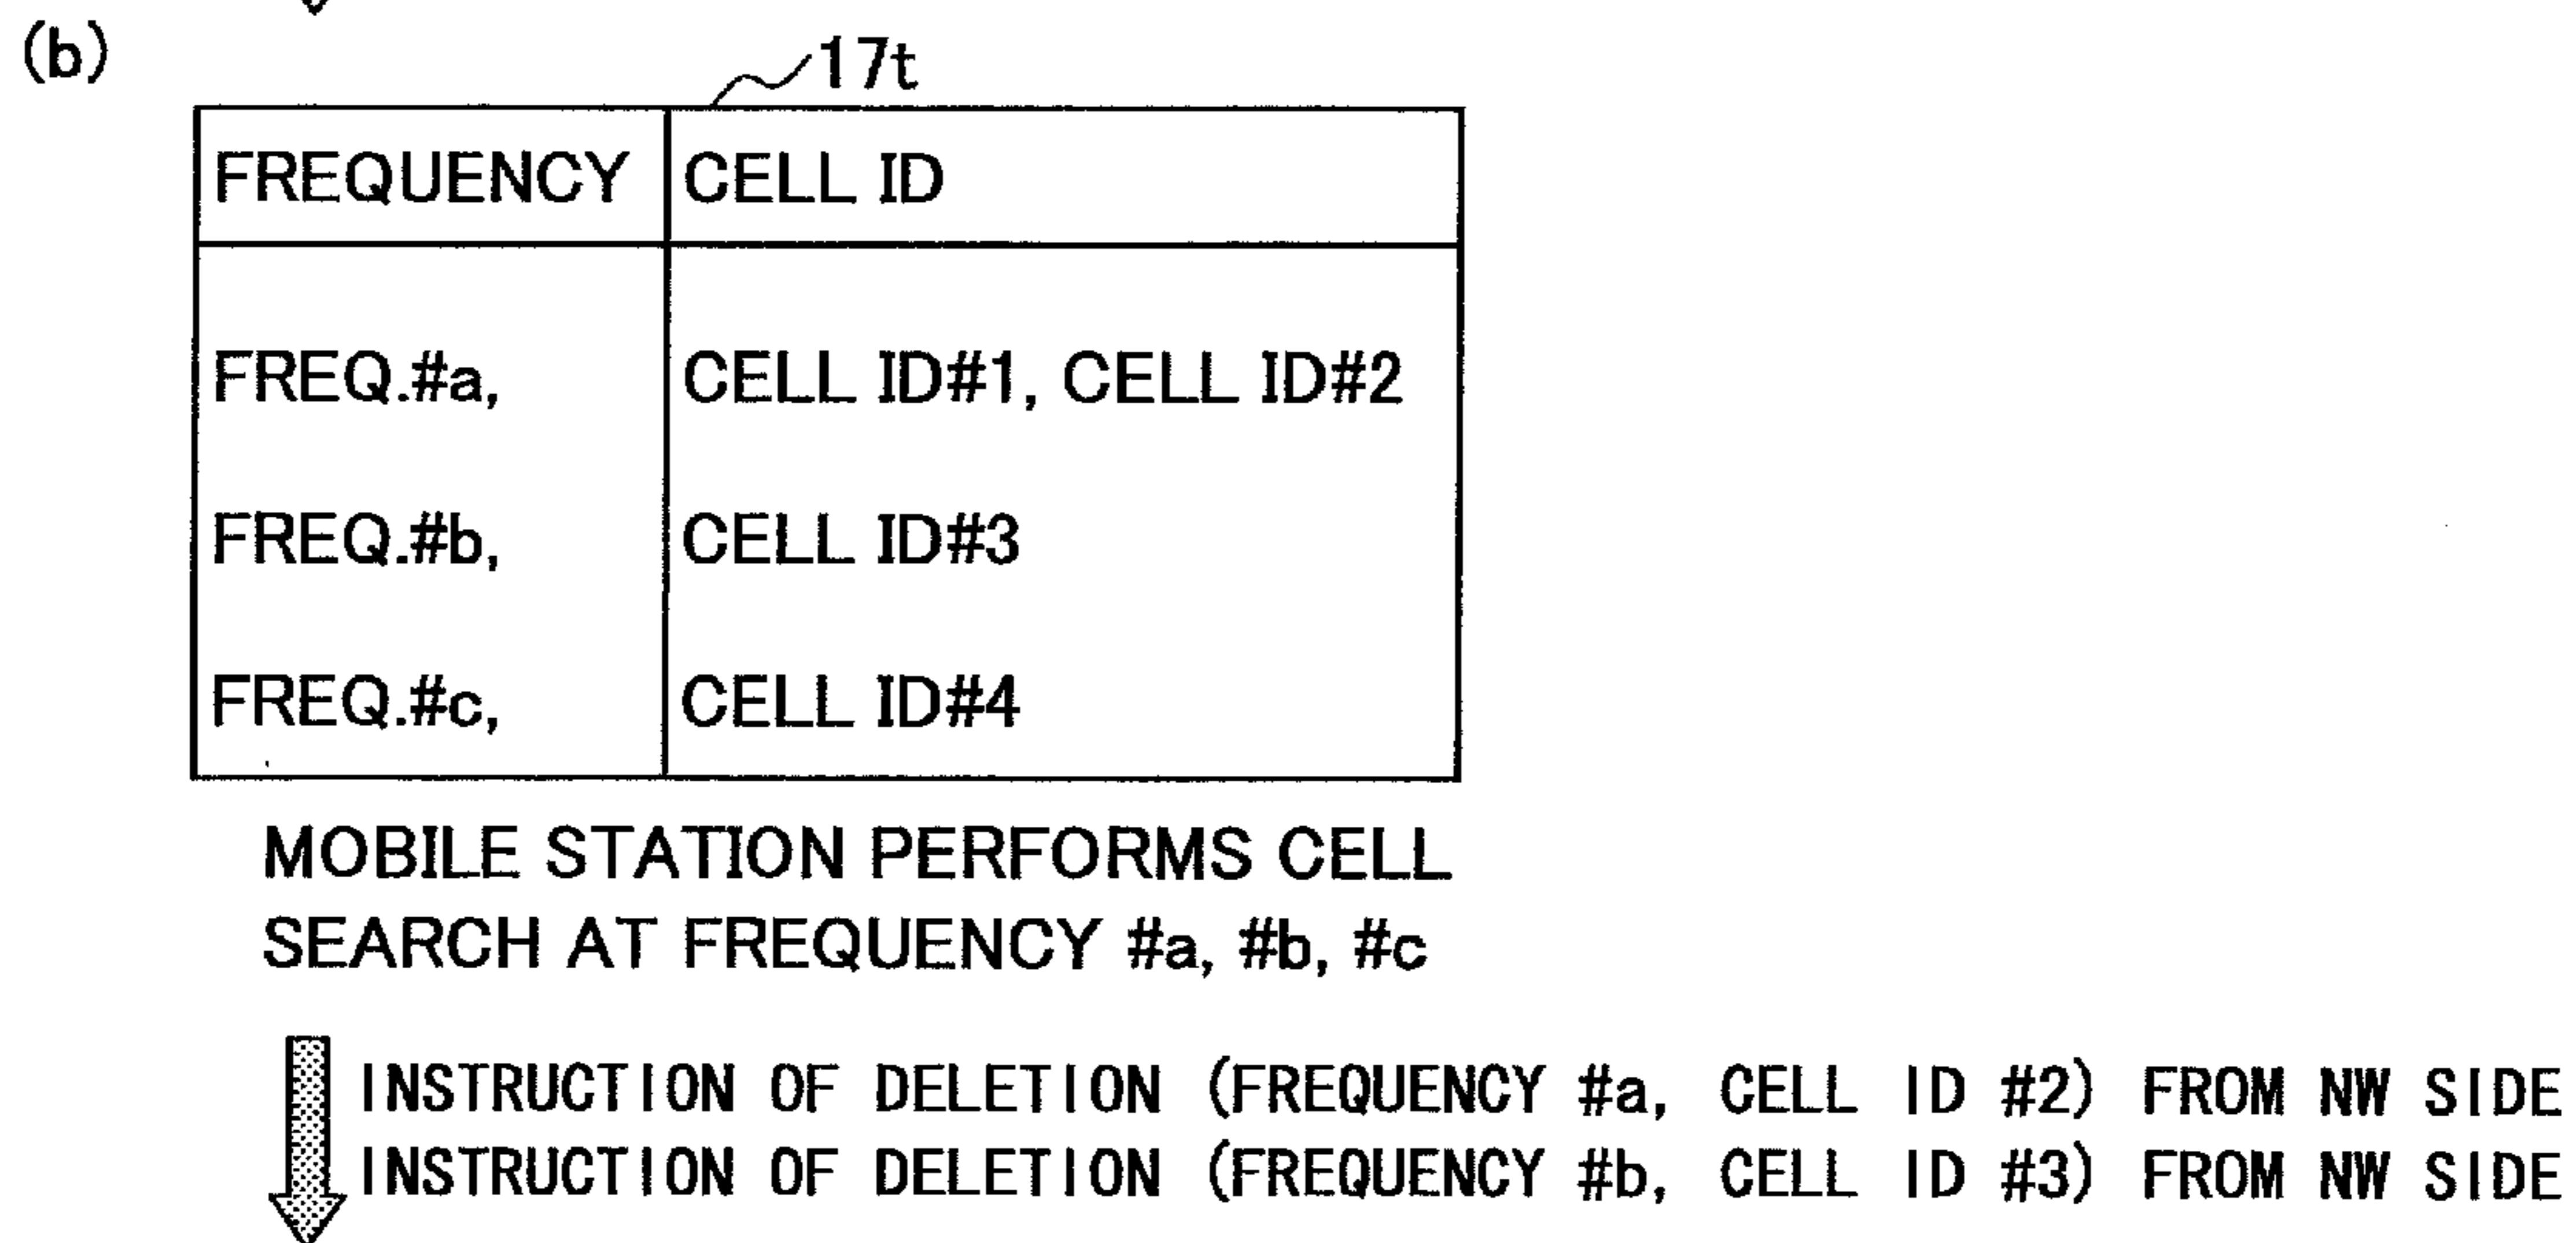 (b)
17t
FREQUENCY CELL ID
FREQ.#a, CELL ID#1, CELL ID#2
FREQ.#b, CELL ID#3
FREQ.#c, CELL ID#4
MOBILE STATION PERFORMS CELL
SEARCH AT FREQUENCY #a, #b, #c
INSTRUCTION OF DELETION (FREQUENCY #a, CELL ID #2) FROM NW SIDE
INSTRUCTION OF DELETION (FREQUENCY #b, CELL ID #3) FROM NW SIDE